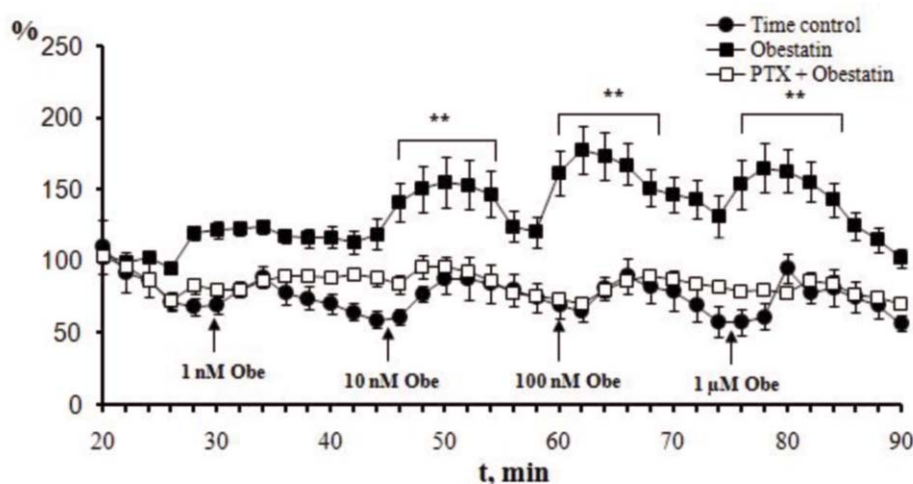 %
Time control
Obestatin
PTX + Obestatin
250
200
150
100
50
0
**
**
**
1 nM Obe
10 nM Obe
100 nM Obe
1 µM Obe
20 30 40 50 60 70 80 90
t, min